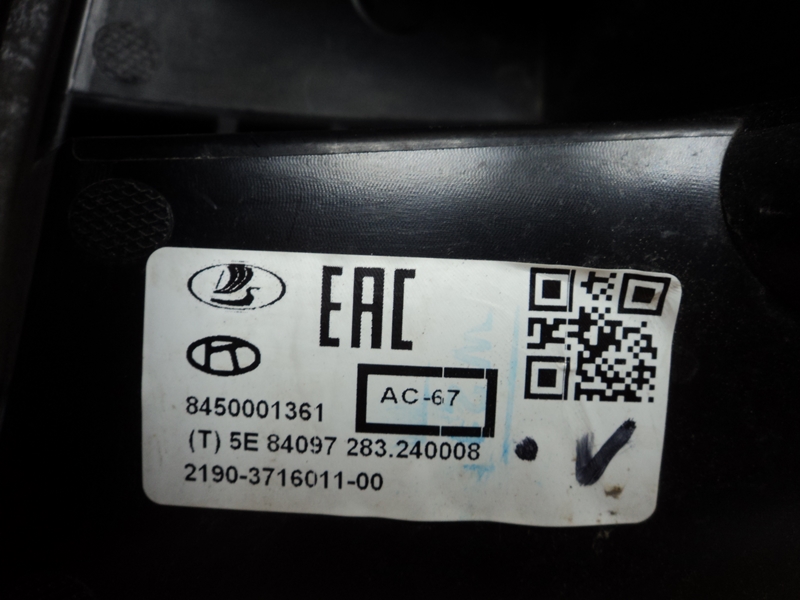 EAC
AC-67
8450001361
(T) 5E 84097 283.240008
2190-3716011-00